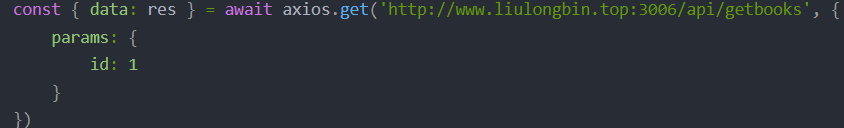 const { data: res } = await axios.get('http://www.liulongbin.top:3006/api/getbooks', {
    params: {
        id: 1
    }
})